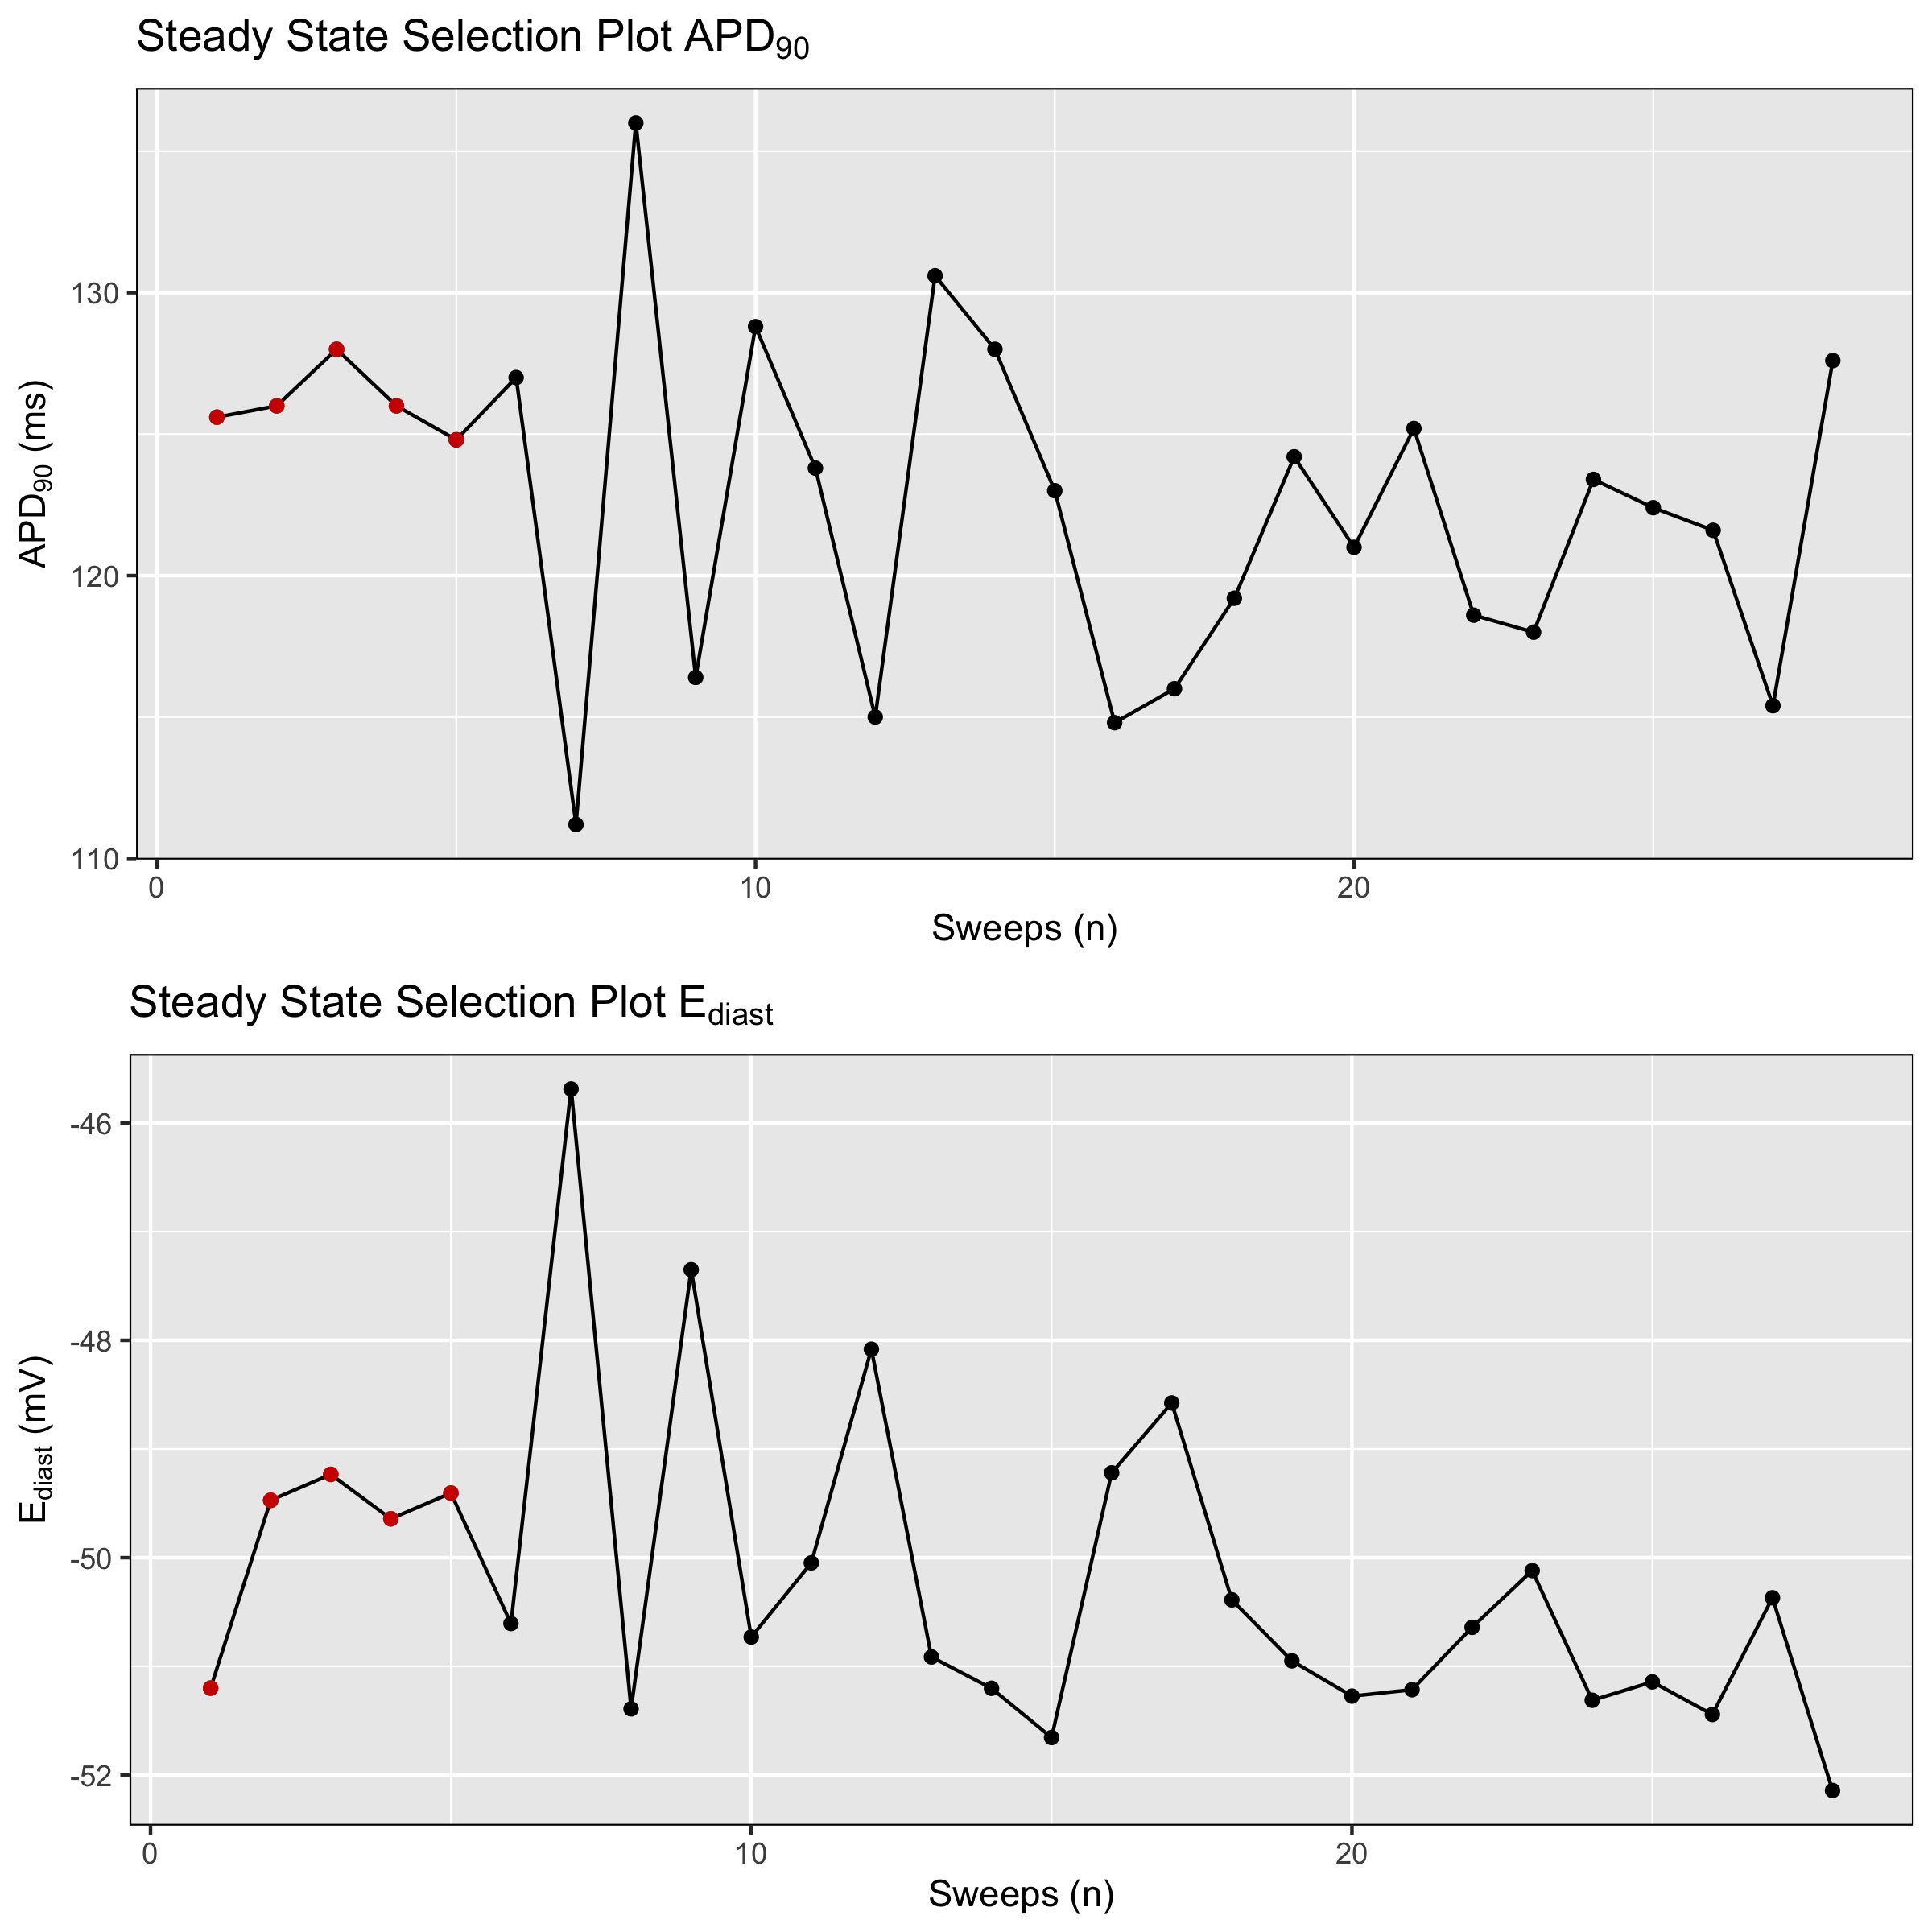 Steady State Selection Plot APD90
APD90 (ms)
130
120
110
0
10
20
Sweeps (n)
Steady State Selection Plot Ediast
Ediast (mV)
-46
-48
-50
-52
0
10
20
Sweeps (n)